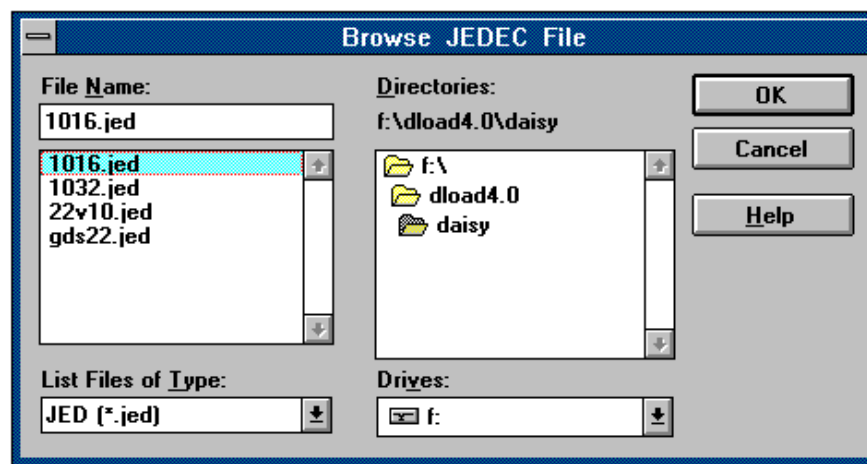 Browse JEDEC File
File Name:
1016.jed
1016.jed
1032.jed
22v10.jed
gds22.jed
List Files of Type:
JED (*.jed)
Directories:
f:\dload4.0\daisy
f:\
dload4.0
daisy
Drives:
f:
OK
Cancel
Help